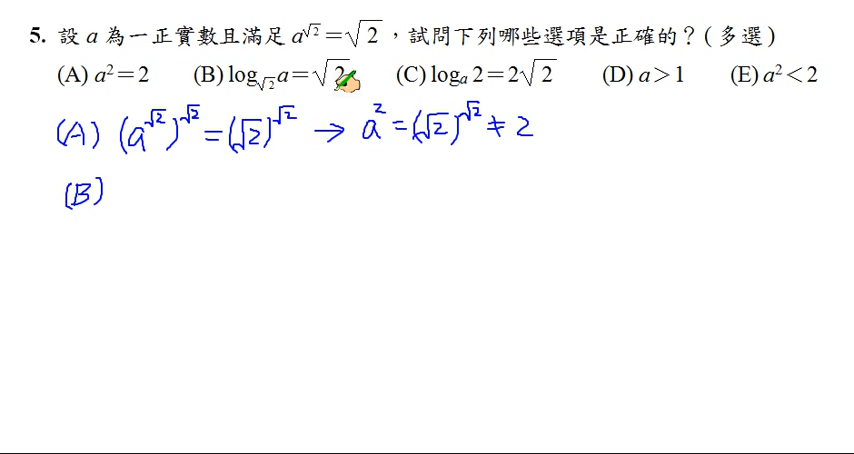 5. 設 a 為一正實數且滿足 a^{√2}=√2，試問下列哪些選項是正確的？(多選)
(A) a²=2 (B) log_{√2} a=√2 (C) log_a 2=2√2 (D) a>1 (E) a²<2
(A) (a^{√2})^{√2} = (√2)^{√2} → a² = (√2)^{√2} ≠ 2
(B)